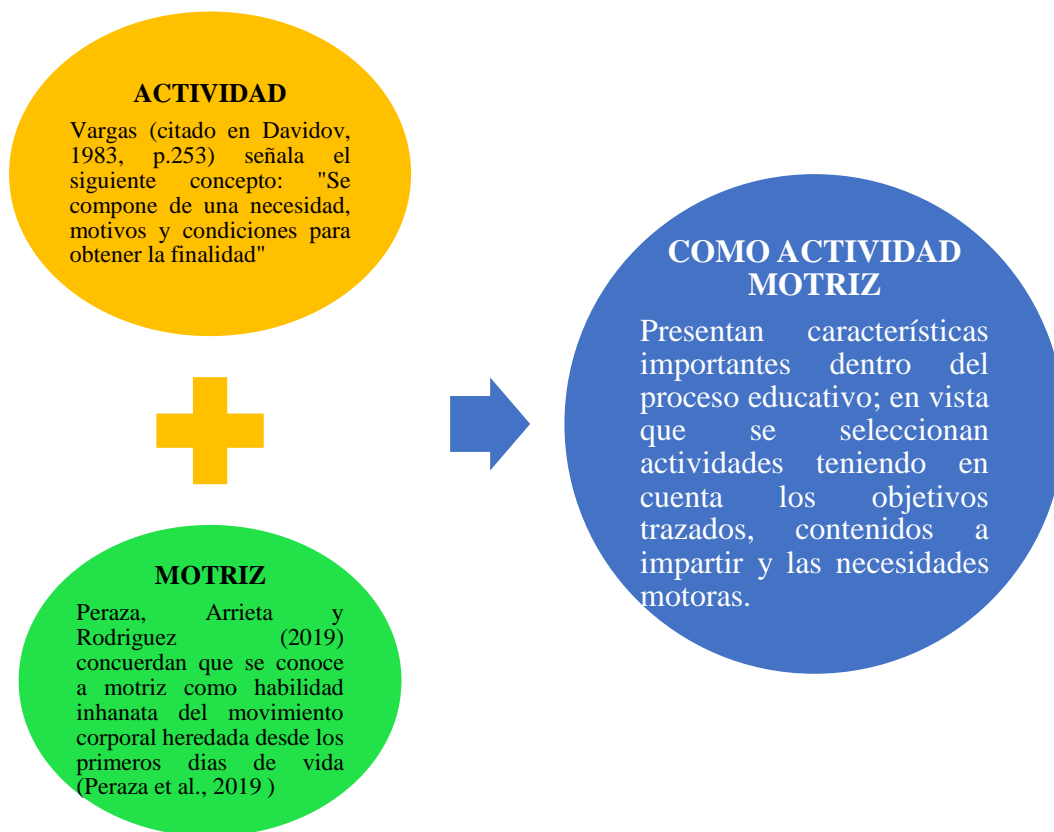 ACTIVIDAD
Vargas (citado en Davidov,
1983, p.253) señala el
siguiente concepto: "Se
compone de una necesidad,
motivos y condiciones para
obtener la finalidad"
MOTRIZ
Peraza, Arrieta y
Rodriguez (2019)
concuerdan que se conoce
a motriz como habilidad
inhanata del movimiento
corporal heredada desde los
primeros dias de vida
(Peraza et al., 2019 )
COMO ACTIVIDAD
MOTRIZ
Presentan características
importantes dentro del
proceso educativo; en vista
que se seleccionan
actividades teniendo en
cuenta los objetivos
trazados, contenidos a
impartir y las necesidades
motoras.